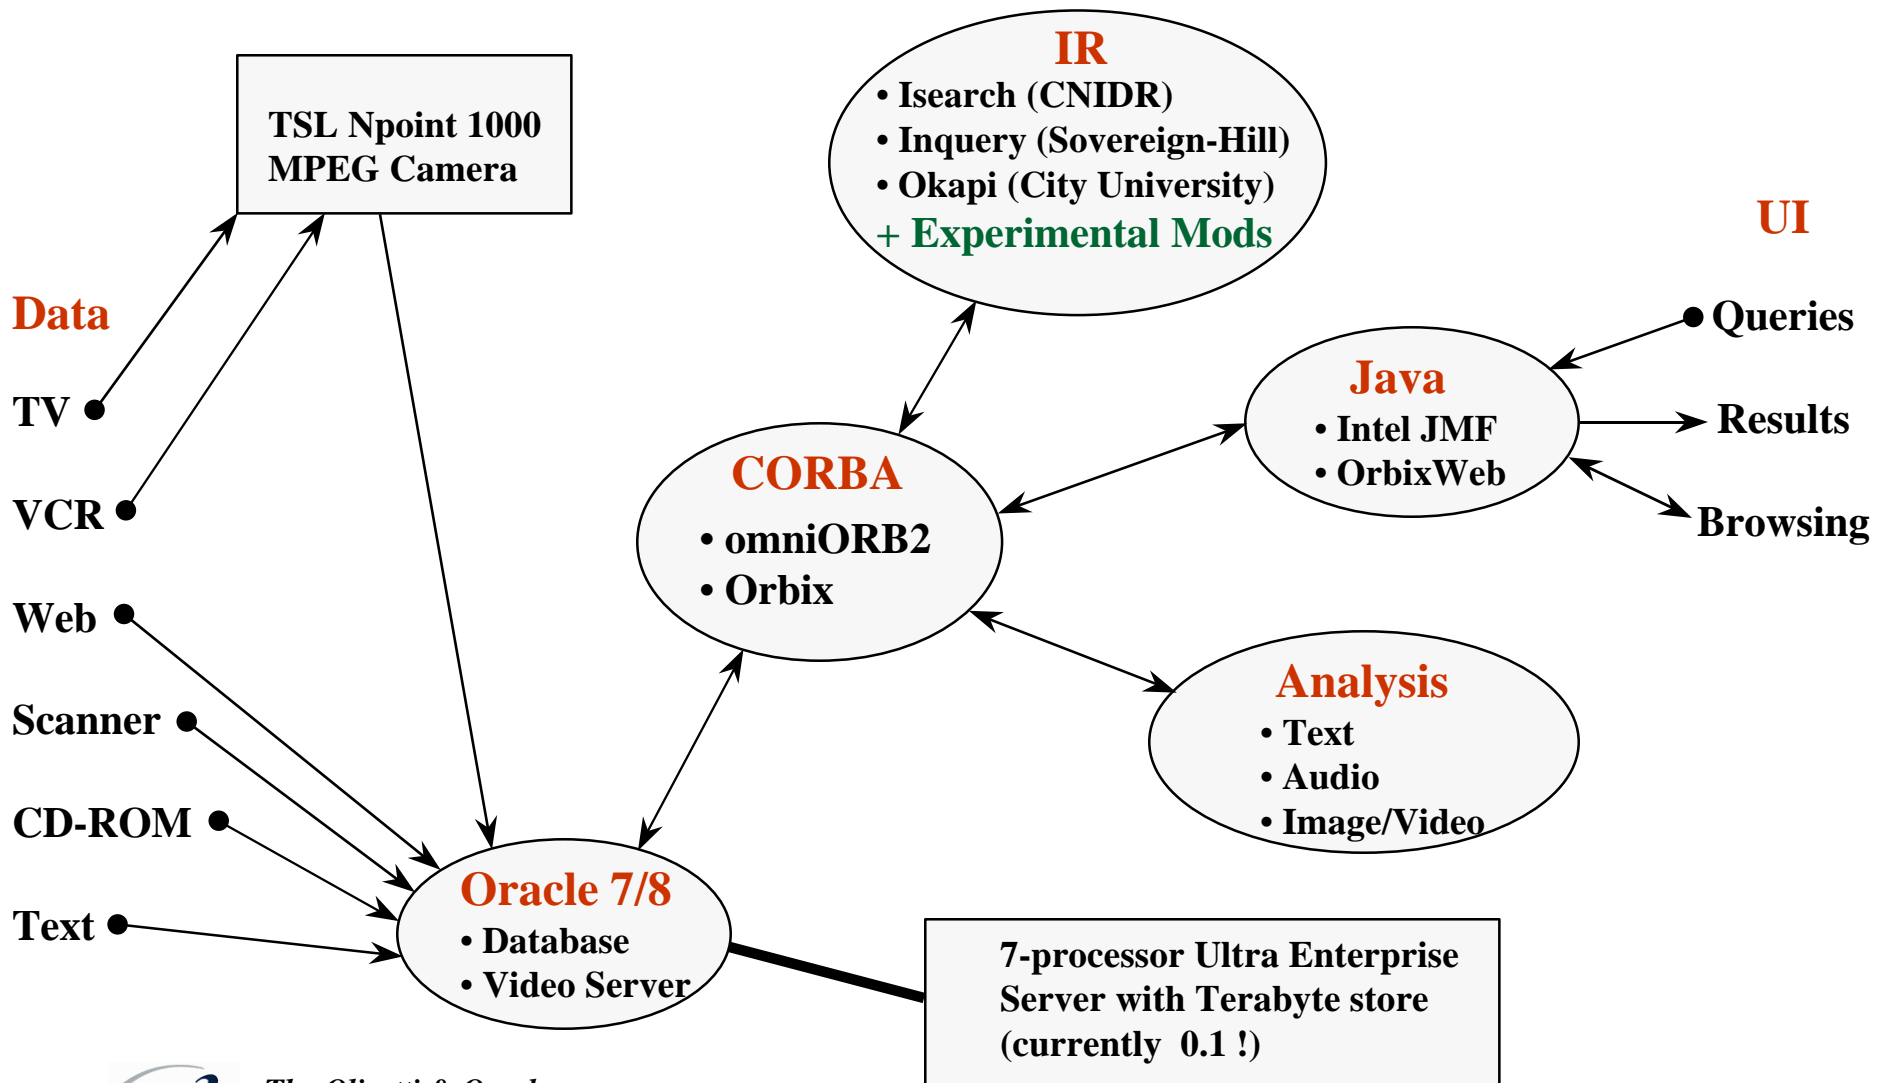 TSL Npoint 1000
MPEG Camera
IR
• Isearch (CNIDR)
• Inquery (Sovereign-Hill)
• Okapi (City University)
+ Experimental Mods
UI
Data
Queries
TV
Java
• Intel JMF
• OrbixWeb
Results
VCR
CORBA
• omniORB2
• Orbix
Browsing
Web
Scanner
Analysis
• Text
• Audio
• Image/Video
CD-ROM
Text
Oracle 7/8
• Database
• Video Server
7-processor Ultra Enterprise
Server with Terabyte store
(currently 0.1 !)
The Olivetti & Oracle